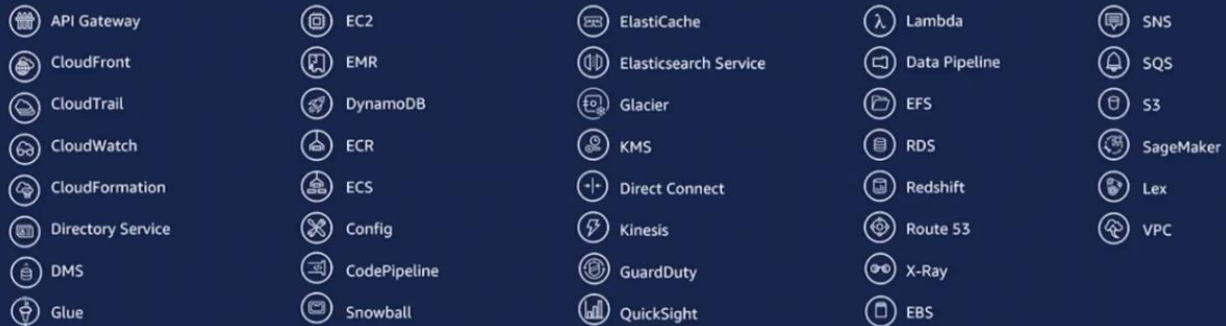 API Gateway
CloudFront
CloudTrail
CloudWatch
CloudFormation
Directory Service
DMS
Glue
EC2
EMR
DynamoDB
ECR
ECS
Config
CodePipeline
Snowball
ElastiCache
Elasticsearch Service
Glacier
KMS
Direct Connect
Kinesis
GuardDuty
QuickSight
Lambda
Data Pipeline
EFS
RDS
Redshift
Route 53
X-Ray
EBS
SNS
SQS
S3
SageMaker
Lex
VPC